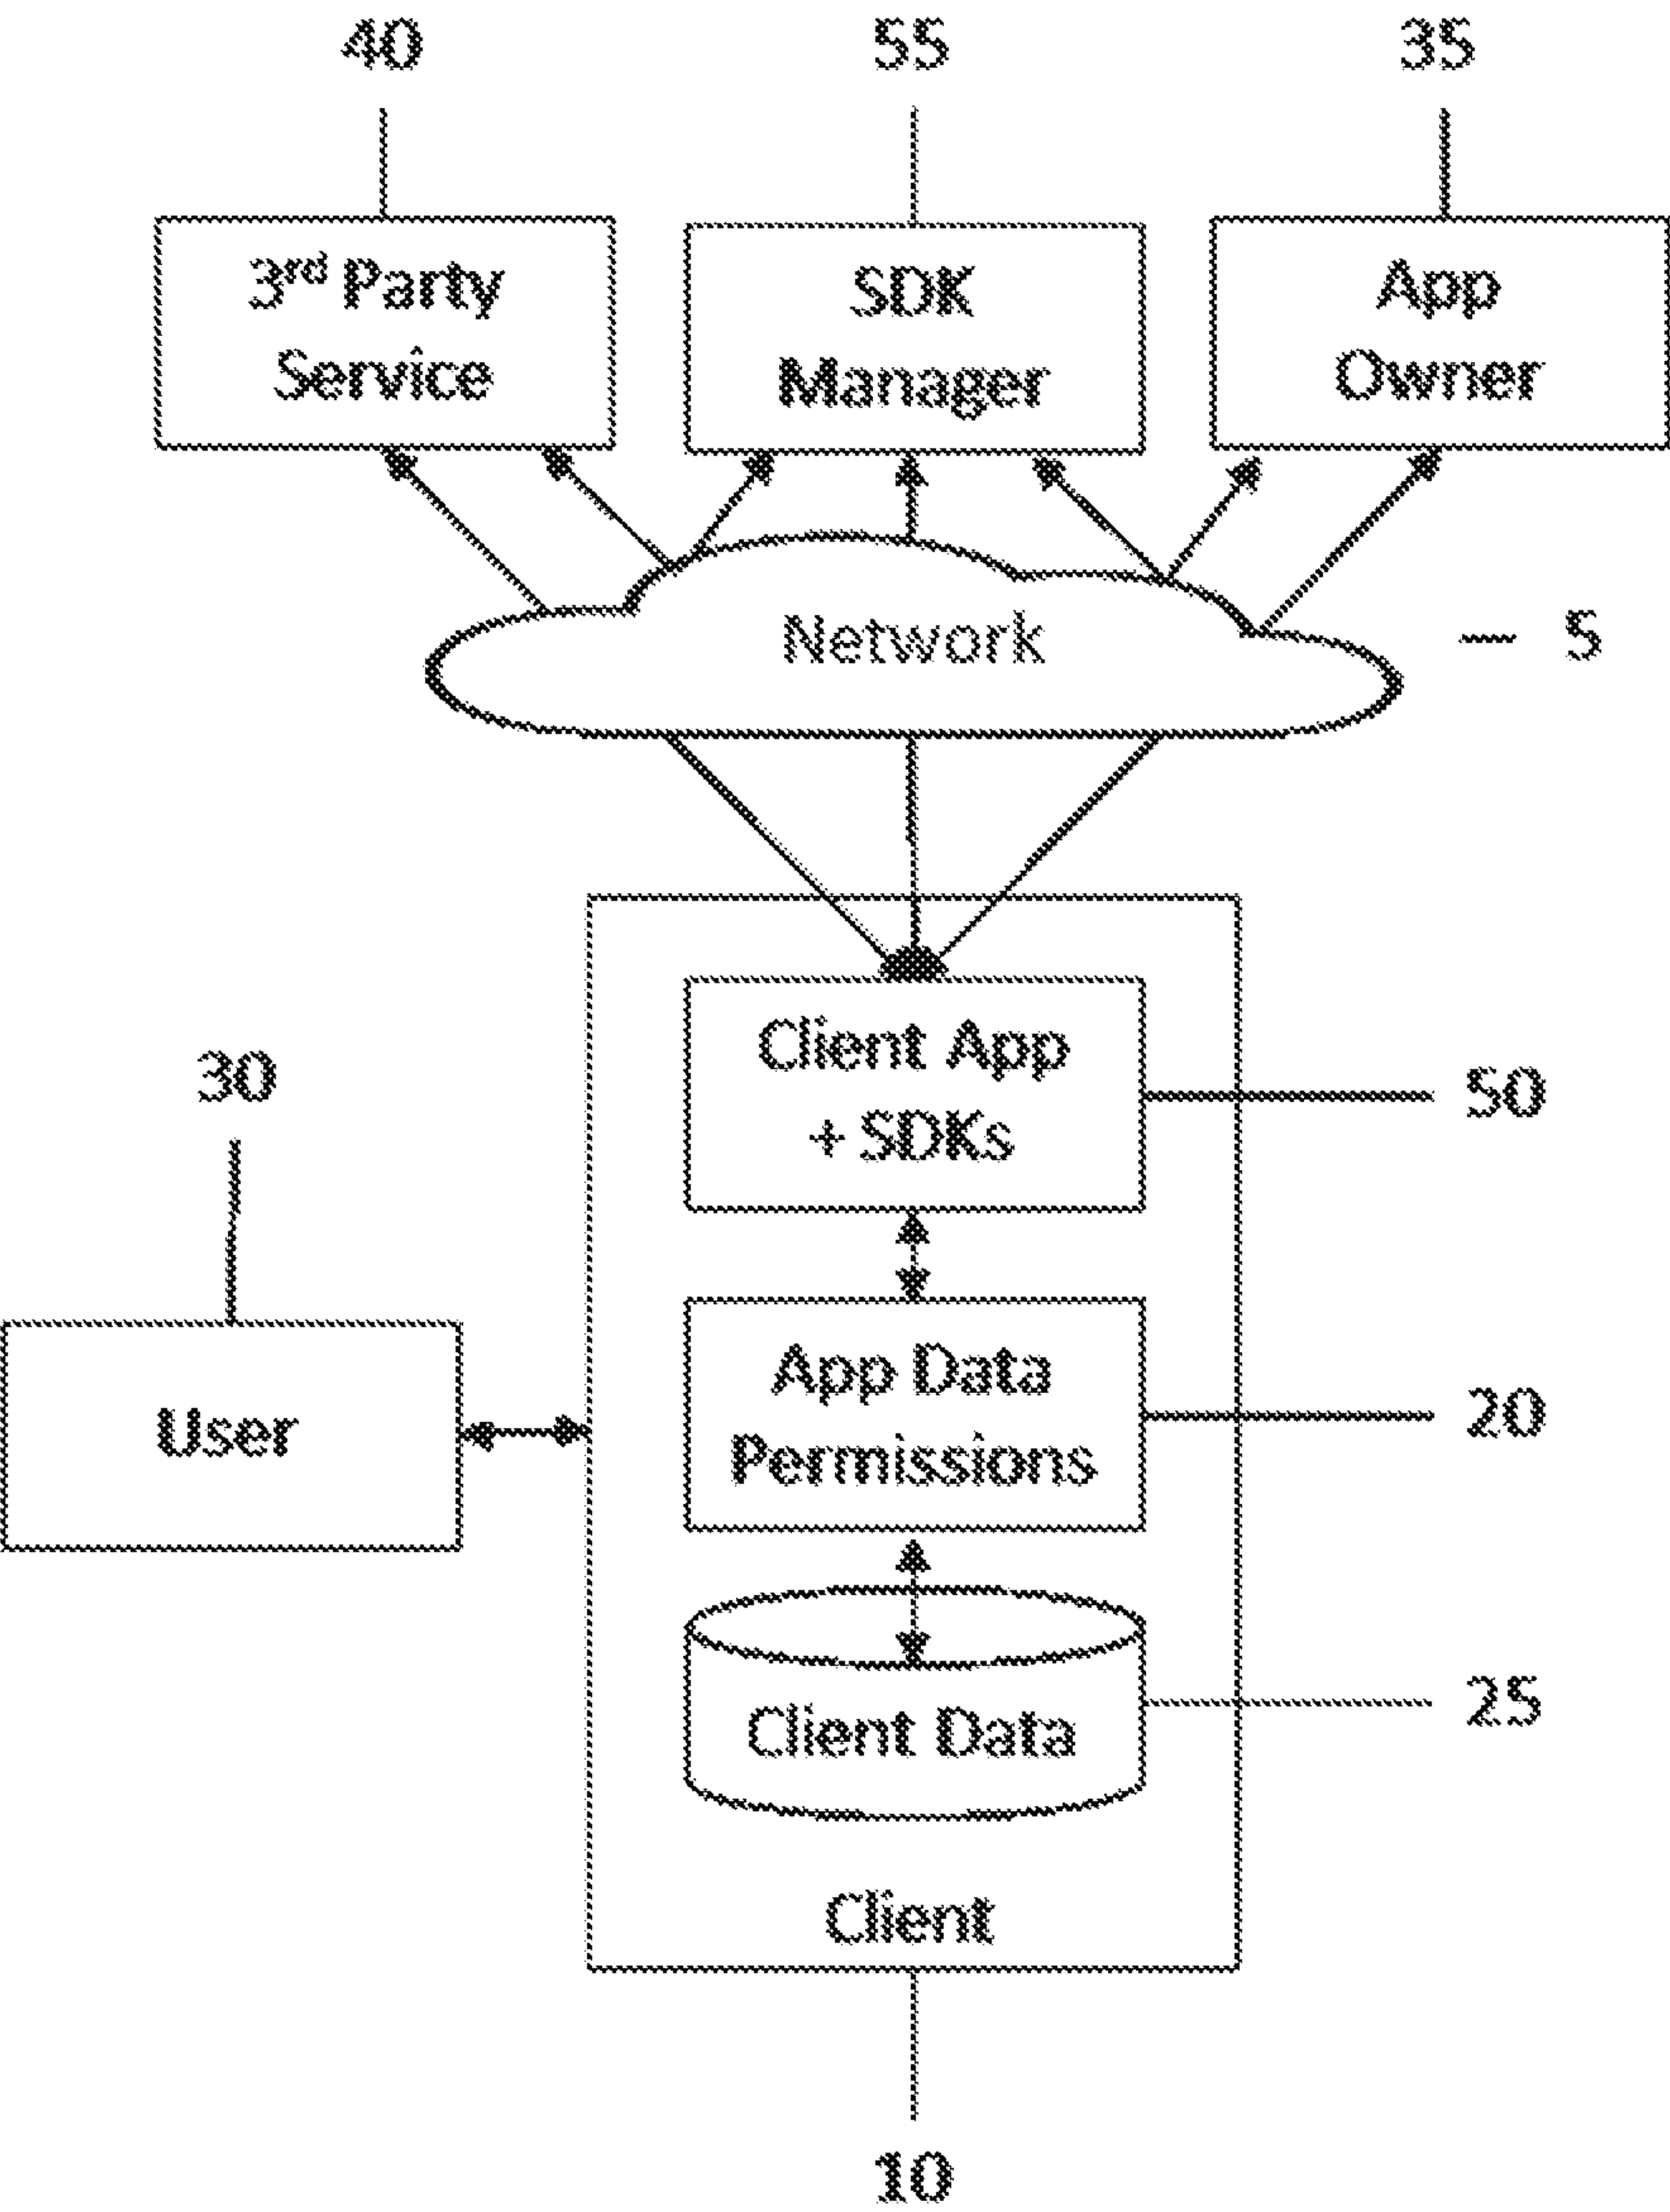 40 55 35
3rd Party
Service
SDK
Manager
App
Owner
Network
5
Client App
+ SDKs
50
30
App Data
Permissions
20
User
Client Data
25
Client
10